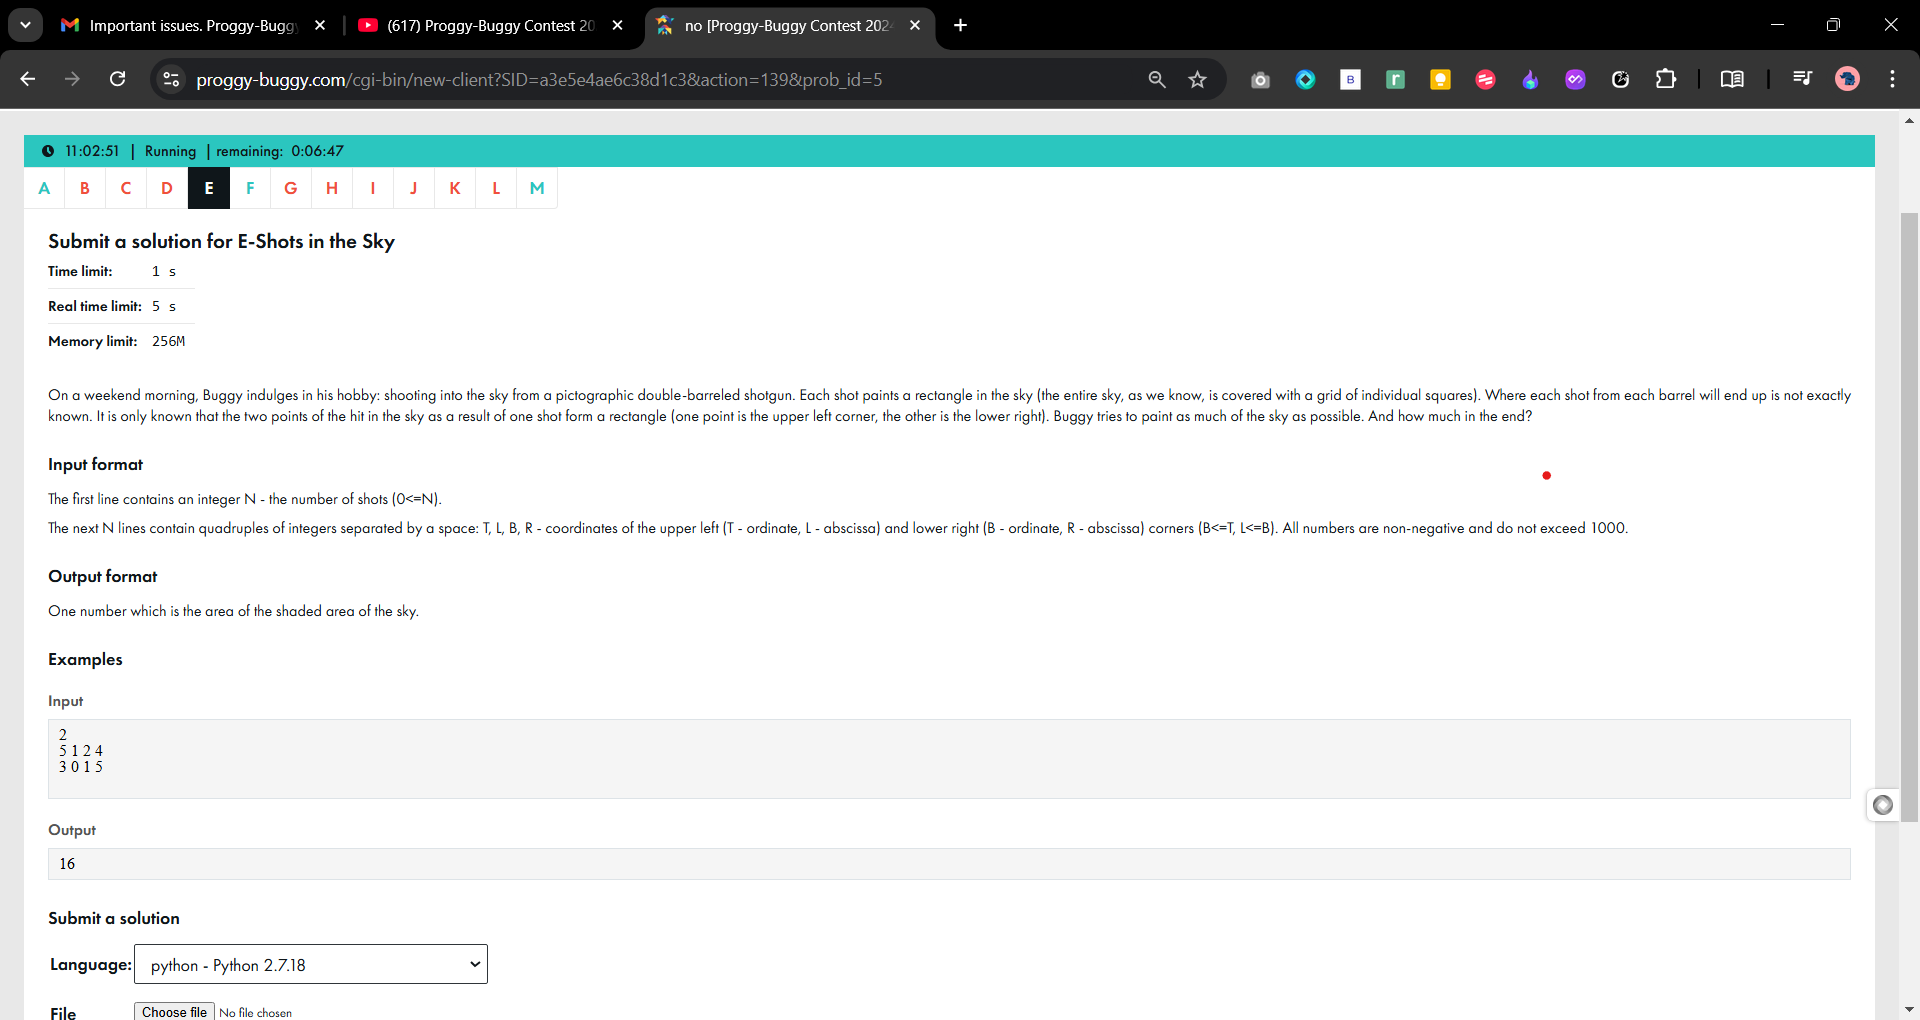 Important issues. Proggy-Bugg
(617) Proggy-Buggy Contest 20
no [Proggy-Buggy Contest 202
proggy-buggy.com/cgi-bin/new-client?SID=a3e5e4ae6c38d1c3&action=139&prob_id=5
11:02:51 | Running | remaining: 0:06:47
A B C D E F G H I J K L M
Submit a solution for E-Shots in the Sky
Time limit: 1 s
Real time limit: 5 s
Memory limit: 256M
On a weekend morning, Buggy indulges in his hobby: shooting into the sky from a pictographic double-barreled shotgun. Each shot paints a rectangle in the sky (the entire sky, as we know, is covered with a grid of individual squares). Where each shot from each barrel will end up is not exactly
known. It is only known that the two points of the hit in the sky as a result of one shot form a rectangle (one point is the upper left corner, the other is the lower right). Buggy tries to paint as much of the sky as possible. And how much in the end?
Input format
The first line contains an integer N - the number of shots (0<=N).
The next N lines contain quadruples of integers separated by a space: T, L, B, R - coordinates of the upper left (T - ordinate, L - abscissa) and lower right (B - ordinate, R - abscissa) corners (B<=T, L<=B). All numbers are non-negative and do not exceed 1000.
Output format
One number which is the area of the shaded area of the sky.
Examples
Input
2
5 1 2 4
3 0 1 5
Output
16
Submit a solution
Language: python - Python 2.7.18
File Choose file No file chosen